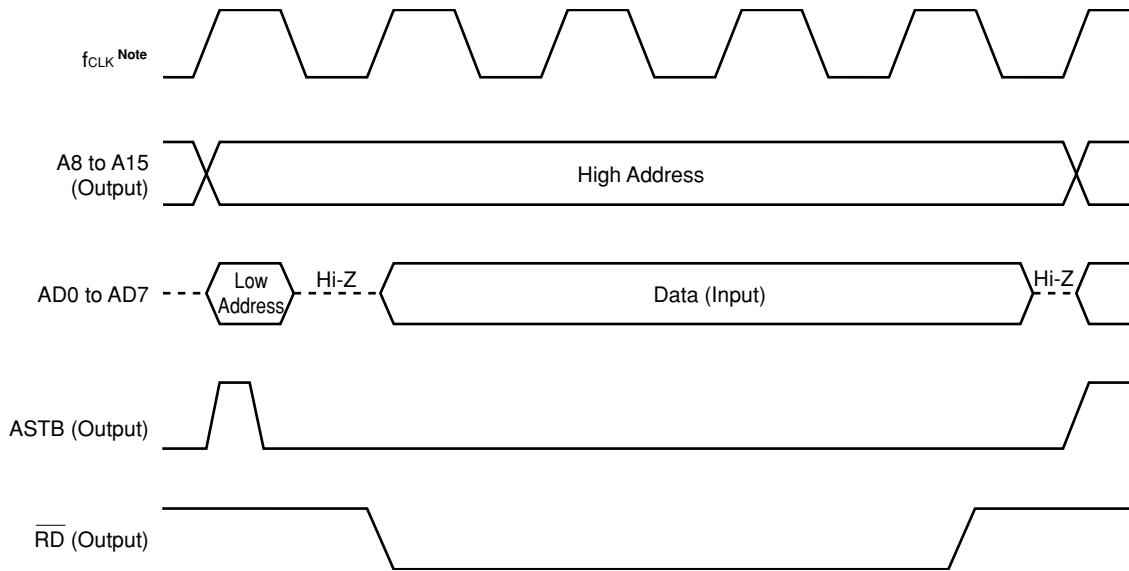 fCLK Note
A8 to A15
(Output)
High Address
AD0 to AD7
Low
Address
Hi-Z
Data (Input)
Hi-Z
ASTB (Output)
RD (Output)